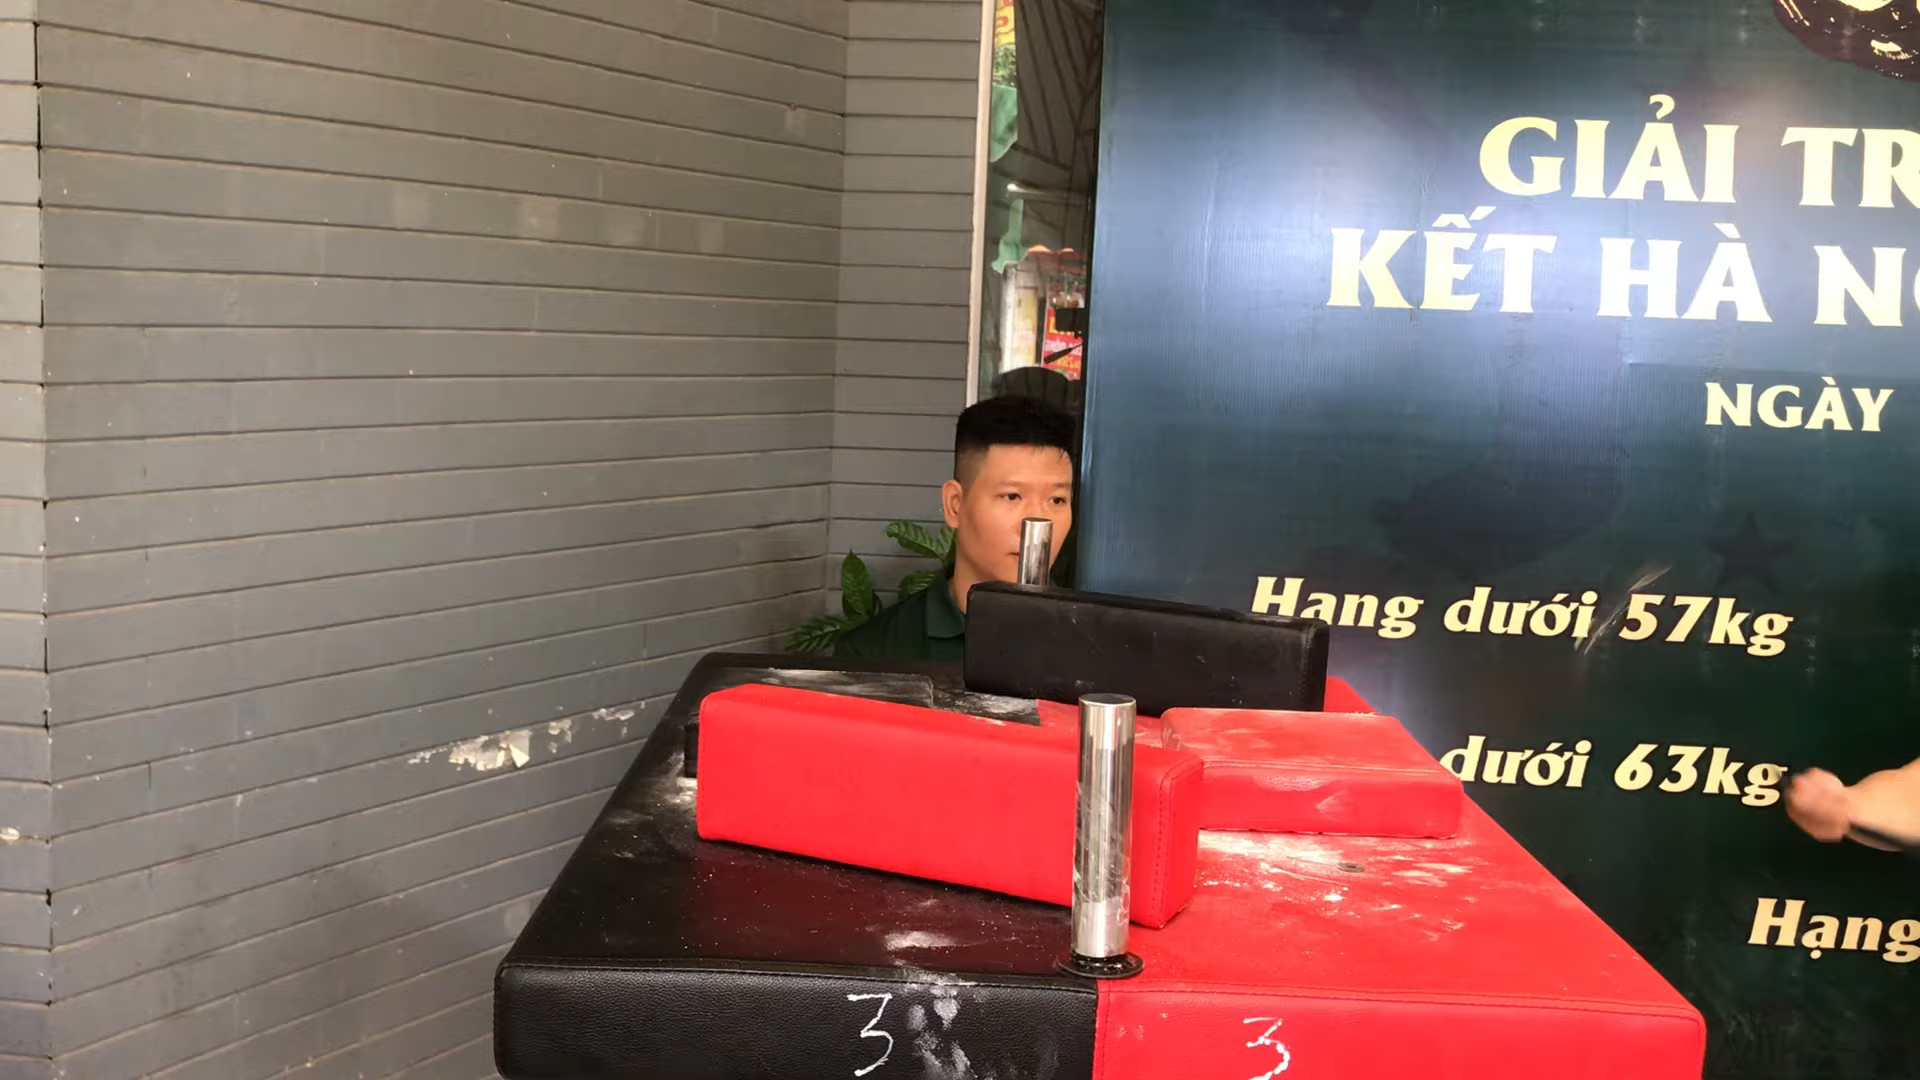 GIẢI TR
KẾT HÀ N
NGÀY
Hạng dưới 57kg
dưới 63kg
Hạng
3
3